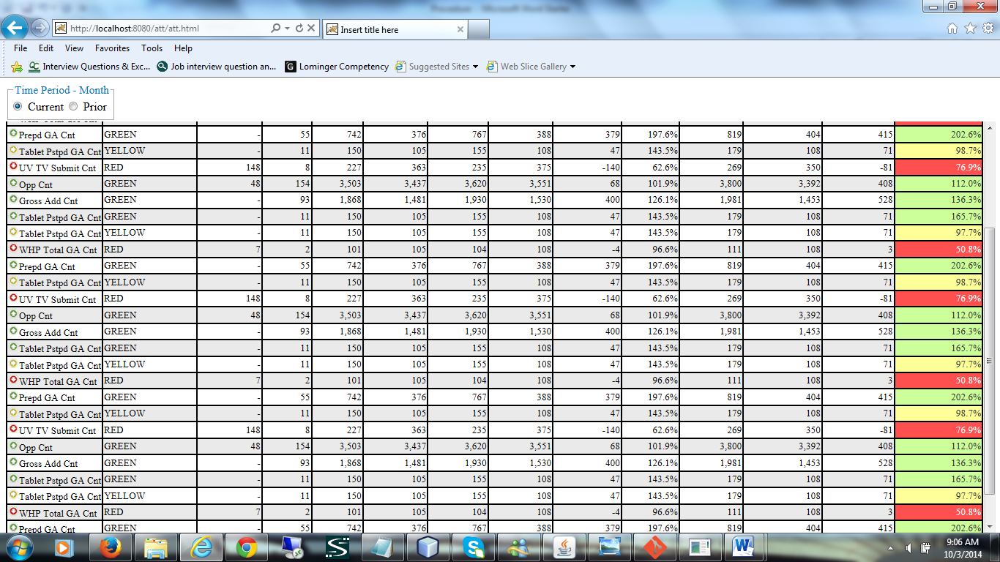 http://localhost:8080/att/att.html
Insert title here
File Edit View Favorites Tools Help
Interview Questions & Exc... Job interview question an... Lominger Competency Suggested Sites Web Slice Gallery
Time Period - Month
Current Prior
Prepd GA Cnt GREEN - 55 742 376 767 388 379 197.6% 819 404 415 202.6%
Tablet Pstpd GA Cnt YELLOW - 11 150 105 155 108 47 143.5% 179 108 71 98.7%
UV TV Submit Cnt RED 148 8 227 363 235 375 -140 62.6% 269 350 -81 76.9%
Opp Cnt GREEN 48 154 3,503 3,437 3,620 3,551 68 101.9% 3,800 3,392 408 112.0%
Gross Add Cnt GREEN - 93 1,868 1,481 1,930 1,530 400 126.1% 1,981 1,453 528 136.3%
Tablet Pstpd GA Cnt GREEN - 11 150 105 155 108 47 143.5% 179 108 71 165.7%
Tablet Pstpd GA Cnt YELLOW - 11 150 105 155 108 47 143.5% 179 108 71 97.7%
WHP Total GA Cnt RED 7 2 101 105 104 108 -4 96.6% 111 108 3 50.8%
Prepd GA Cnt GREEN - 55 742 376 767 388 379 197.6% 819 404 415 202.6%
Tablet Pstpd GA Cnt YELLOW - 11 150 105 155 108 47 143.5% 179 108 71 98.7%
UV TV Submit Cnt RED 148 8 227 363 235 375 -140 62.6% 269 350 -81 76.9%
Opp Cnt GREEN 48 154 3,503 3,437 3,620 3,551 68 101.9% 3,800 3,392 408 112.0%
Gross Add Cnt GREEN - 93 1,868 1,481 1,930 1,530 400 126.1% 1,981 1,453 528 136.3%
Tablet Pstpd GA Cnt GREEN - 11 150 105 155 108 47 143.5% 179 108 71 165.7%
Tablet Pstpd GA Cnt YELLOW - 11 150 105 155 108 47 143.5% 179 108 71 97.7%
WHP Total GA Cnt RED 7 2 101 105 104 108 -4 96.6% 111 108 3 50.8%
Prepd GA Cnt GREEN - 55 742 376 767 388 379 197.6% 819 404 415 202.6%
Tablet Pstpd GA Cnt YELLOW - 11 150 105 155 108 47 143.5% 179 108 71 98.7%
UV TV Submit Cnt RED 148 8 227 363 235 375 -140 62.6% 269 350 -81 76.9%
Opp Cnt GREEN 48 154 3,503 3,437 3,620 3,551 68 101.9% 3,800 3,392 408 112.0%
Gross Add Cnt GREEN - 93 1,868 1,481 1,930 1,530 400 126.1% 1,981 1,453 528 136.3%
Tablet Pstpd GA Cnt GREEN - 11 150 105 155 108 47 143.5% 179 108 71 165.7%
Tablet Pstpd GA Cnt YELLOW - 11 150 105 155 108 47 143.5% 179 108 71 97.7%
WHP Total GA Cnt RED 7 2 101 105 104 108 -4 96.6% 111 108 3 50.8%
Prepd GA Cnt GREEN - 55 742 376 767 388 379 197.6% 819 404 415 202.6%
9:06 AM
10/3/2014